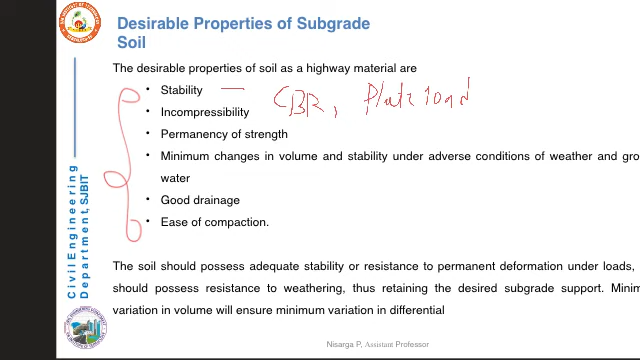 Desirable Properties of Subgrade
Soil
The desirable properties of soil as a highway material are
• Stability — CBR, Plate load
• Incompressibility
• Permanency of strength
• Minimum changes in volume and stability under adverse conditions of weather and gro
water
• Good drainage
• Ease of compaction.
The soil should possess adequate stability or resistance to permanent deformation under loads,
should possess resistance to weathering, thus retaining the desired subgrade support. Minim
variation in volume will ensure minimum variation in differential
Civil Engineering
Department, SJBIT
Nisarga P, Assistant Professor